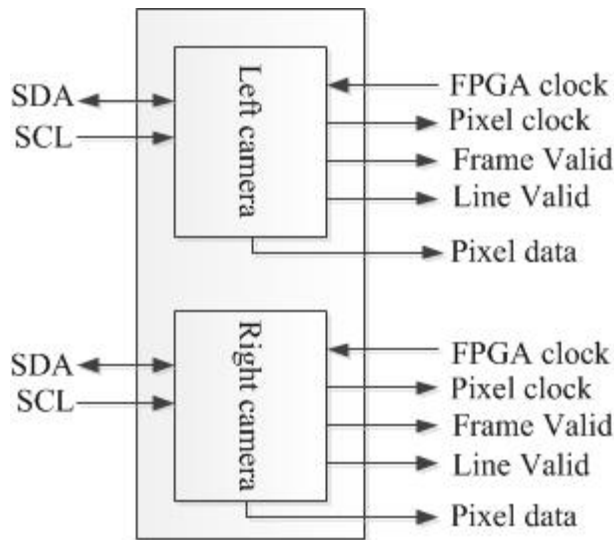 SDA
SCL
Left camera
FPGA clock
Pixel clock
Frame Valid
Line Valid
Pixel data
SDA
SCL
Right camera
FPGA clock
Pixel clock
Frame Valid
Line Valid
Pixel data